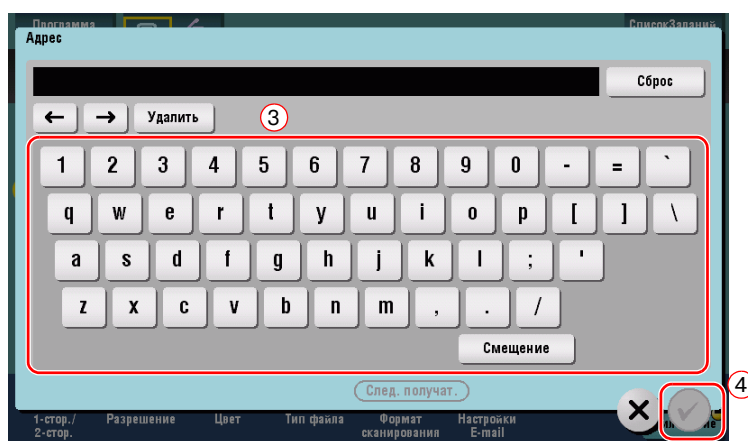 Программа
СписокЗаданий
Адрес
Сброс
← → Удалить
3
1 2 3 4 5 6 7 8 9 0 - = `
q w e r t y u i o p [ ] \
a s d f g h j k l ; '
z x c v b n m , . /
Смещение
4
След. получат.
1-стор./
2-стор.
Разрешение
Цвет
Тип файла
Формат
сканирования
Настройки
E-mail